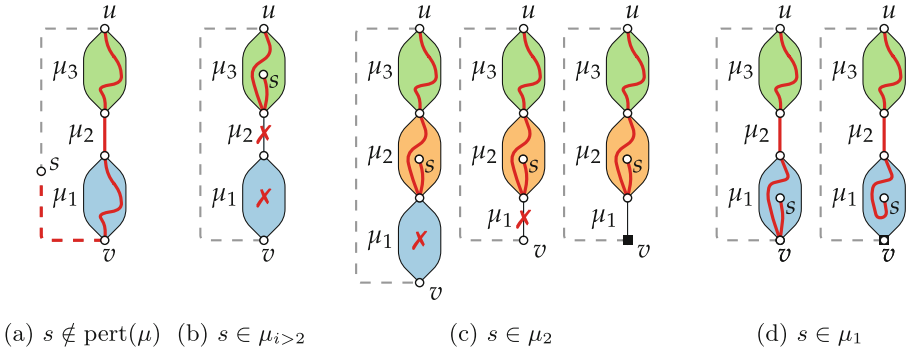 u u u u u u u
μ₃ μ₃ μ₃ μ₃ μ₃ μ₃ μ₃
s
μ₂ μ₂ μ₂ μ₂ μ₂ μ₂ μ₂
s s s s
μ₁ μ₁ μ₁ μ₁ μ₁ μ₁ μ₁
s s
v v v v v v v
(a) s ∉ pert(μ) (b) s ∈ μᵢ>₂ (c) s ∈ μ₂ (d) s ∈ μ₁